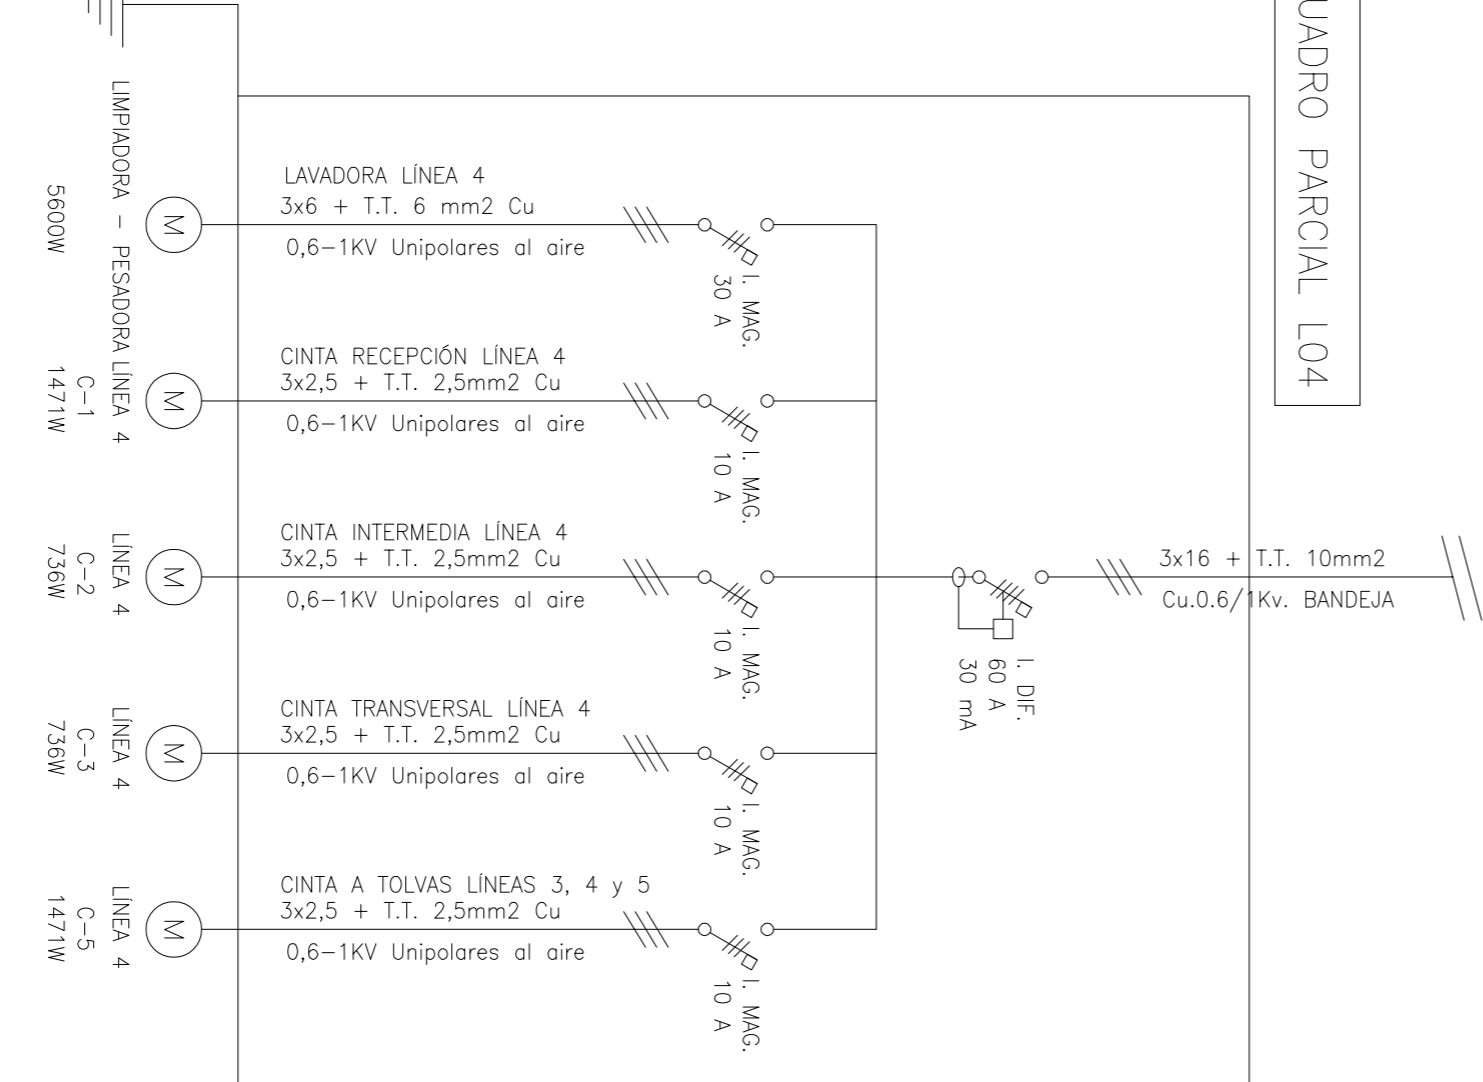 UADRO PARCIAL L04
LAVADORA LÍNEA 4
3x6 + T.T. 6 mm2 Cu
0,6-1KV Unipolares al aire
I. MAG.
30 A
LIMPIADORA - PESADORA LÍNEA 4
5600W
CINTA RECEPCIÓN LÍNEA 4
3x2,5 + T.T. 2,5mm2 Cu
0,6-1KV Unipolares al aire
I. MAG.
10 A
C-1
1471W
CINTA INTERMEDIA LÍNEA 4
3x2,5 + T.T. 2,5mm2 Cu
0,6-1KV Unipolares al aire
I. MAG.
10 A
LÍNEA 4
C-2
736W
CINTA TRANSVERSAL LÍNEA 4
3x2,5 + T.T. 2,5mm2 Cu
0,6-1KV Unipolares al aire
I. MAG.
10 A
LÍNEA 4
C-3
736W
CINTA A TOLVAS LÍNEAS 3, 4 y 5
3x2,5 + T.T. 2,5mm2 Cu
0,6-1KV Unipolares al aire
I. MAG.
10 A
LÍNEA 4
C-5
1471W
M
M
M
M
M
I. DIF.
60 A
30 mA
3x16 + T.T. 10mm2
Cu.0.6/1Kv. BANDEJA